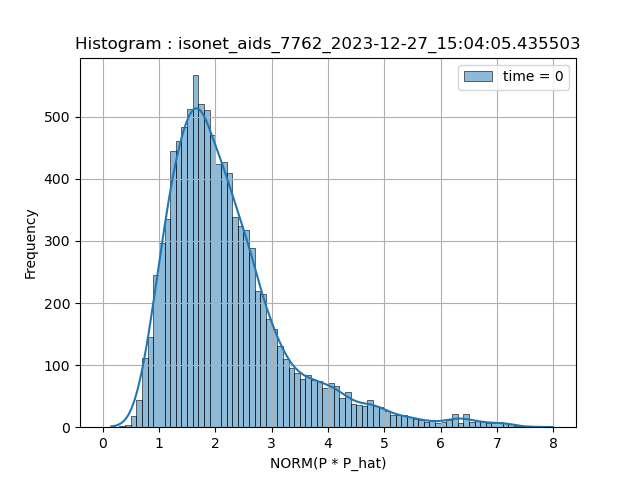 Histogram : isonet_aids_7762_2023-12-27_15:04:05.435503
time = 0
500
400
300
200
100
0
Frequency
0 1 2 3 4 5 6 7 8
NORM(P * P_hat)